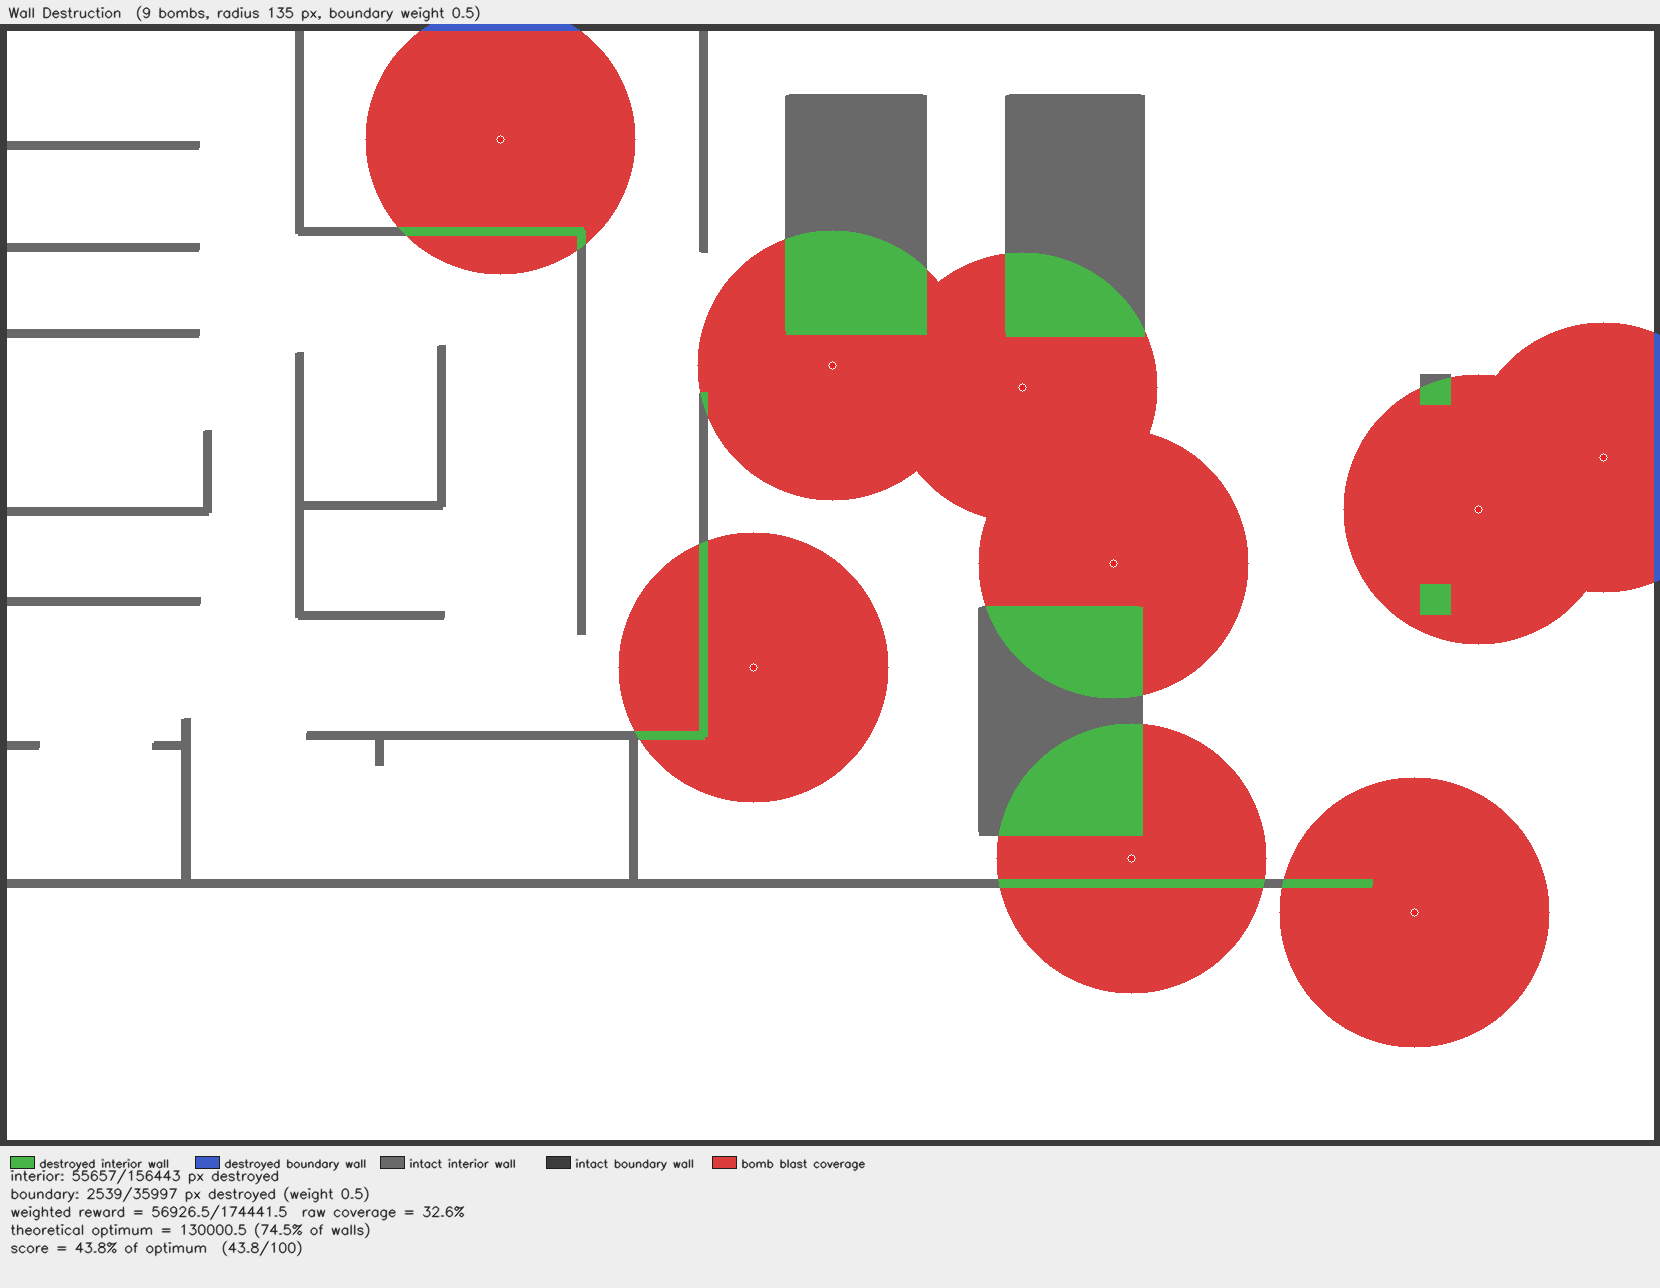 Wall Destruction (9 bombs, radius 135 px, boundary weight 0.5)
destroyed interior wall destroyed boundary wall intact interior wall intact boundary wall bomb blast coverage
interior: 55657/156443 px destroyed
boundary: 2539/35997 px destroyed (weight 0.5)
weighted reward = 56926.5/174441.5 raw coverage = 32.6%
theoretical optimum = 130000.5 (74.5% of walls)
score = 43.8% of optimum (43.8/100)